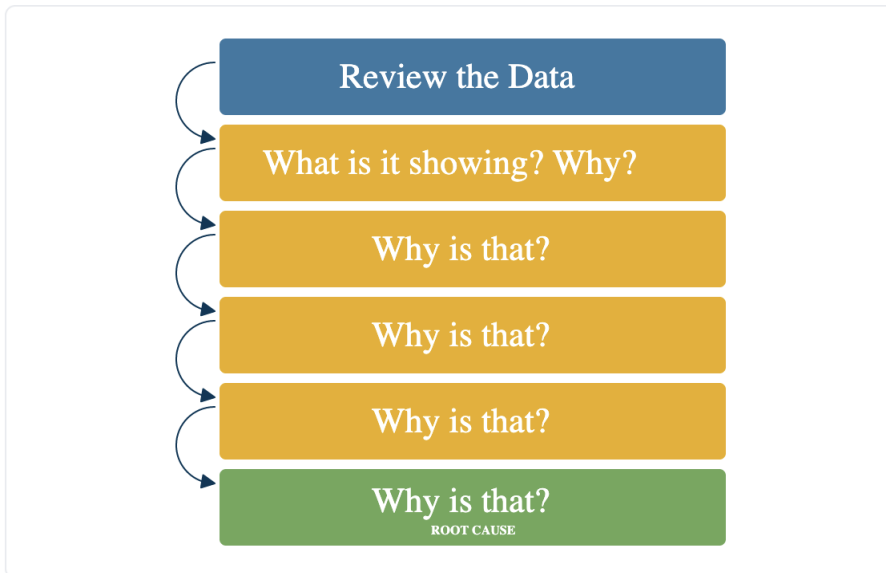 Review the Data
What is it showing? Why?
Why is that?
Why is that?
Why is that?
Why is that?
ROOT CAUSE